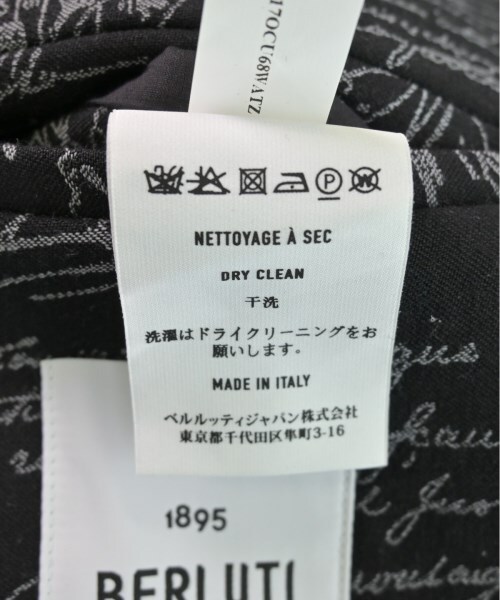 17OCU68WATZ
P W
NETTOYAGE À SEC
DRY CLEAN
干洗
洗濯はドライクリーニングをお
願いします。
MADE IN ITALY
ベルルッティジャパン株式会社
東京都千代田区隼町3-16
1895
BERLUTI